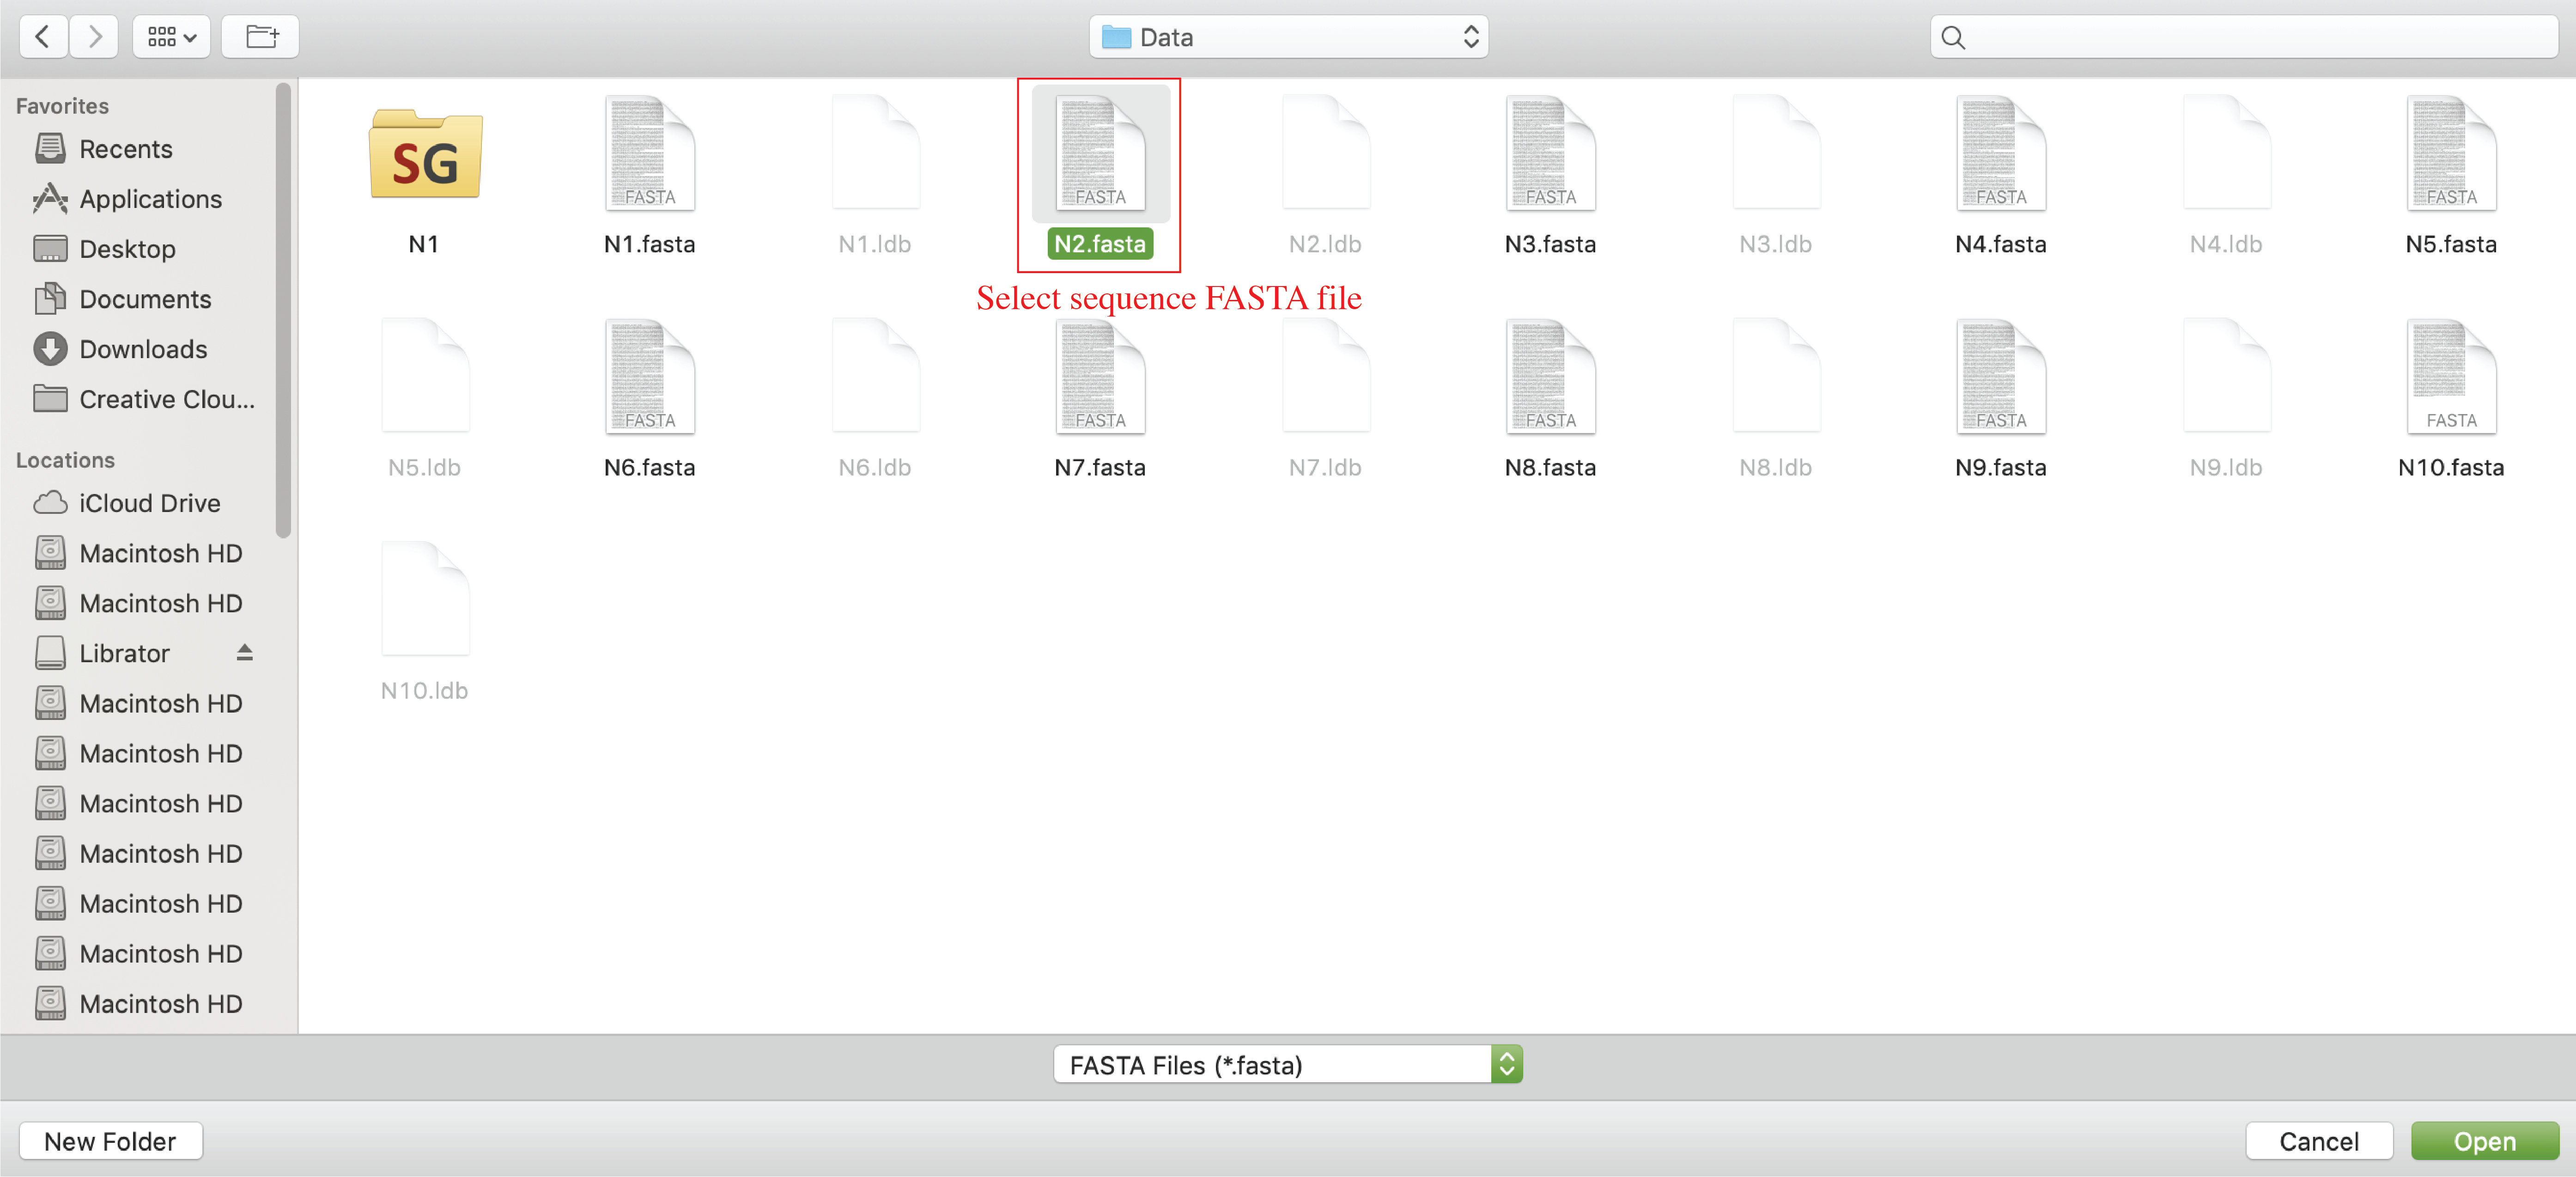 Data
Favorites
Recents
Applications
Desktop
Documents
Downloads
Creative Clou...
Locations
iCloud Drive
Macintosh HD
Macintosh HD
Librator
Macintosh HD
Macintosh HD
Macintosh HD
Macintosh HD
Macintosh HD
Macintosh HD
Macintosh HD
SG
FASTA
FASTA
FASTA
FASTA
FASTA
N1
N1.fasta
N1.ldb
N2.fasta
N2.ldb
N3.fasta
N3.ldb
N4.fasta
N4.ldb
N5.fasta
Select sequence FASTA file
FASTA
FASTA
FASTA
FASTA
FASTA
N5.ldb
N6.fasta
N6.ldb
N7.fasta
N7.ldb
N8.fasta
N8.ldb
N9.fasta
N9.ldb
N10.fasta
N10.ldb
FASTA Files (*.fasta)
New Folder
Cancel
Open